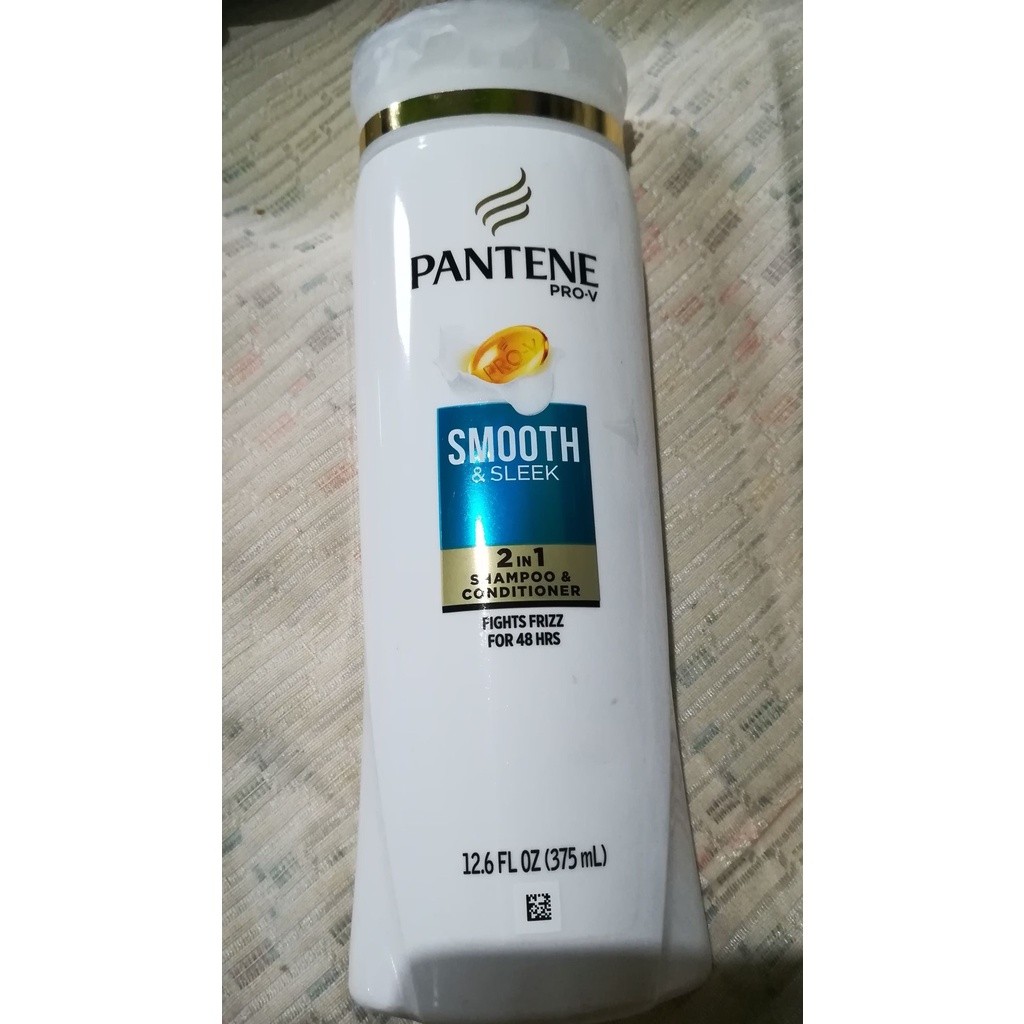 PANTENE
PRO-V
PRO-V
SMOOTH
& SLEEK
2 IN 1
SHAMPOO &
CONDITIONER
FIGHTS FRIZZ
FOR 48 HRS
12.6 FL OZ (375 mL)